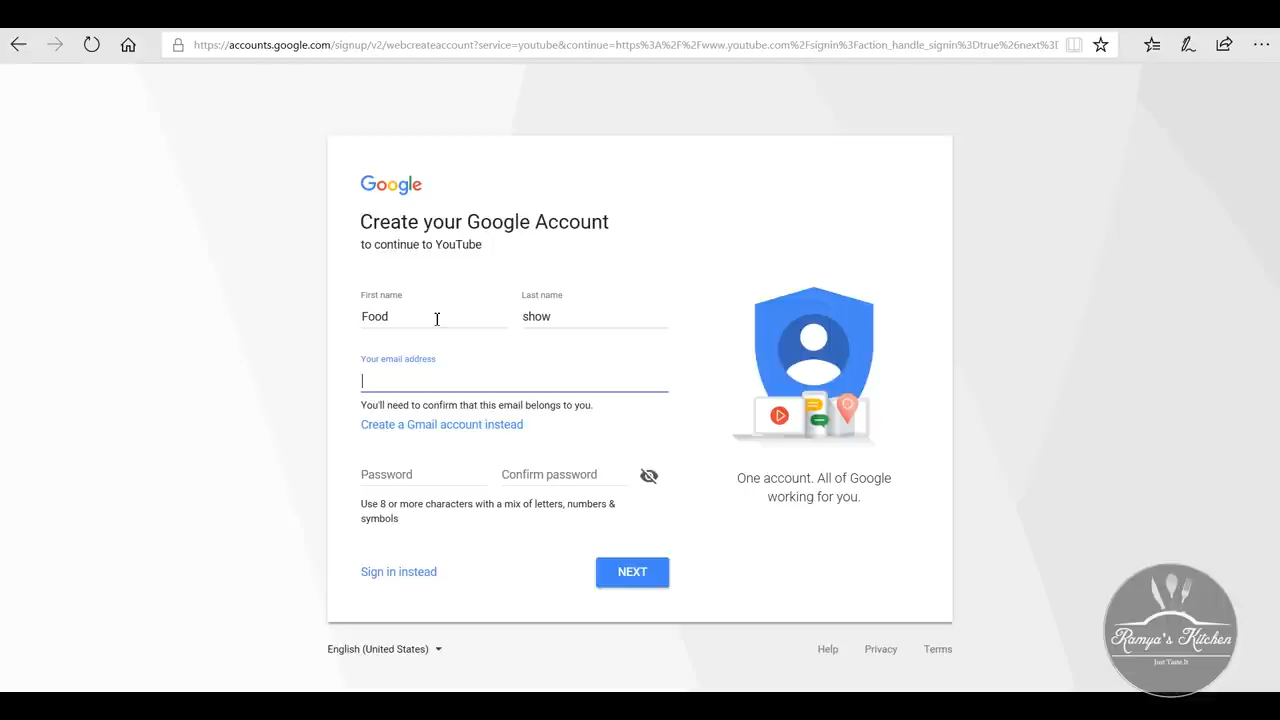 https://accounts.google.com/signup/v2/webcreateaccount?service=youtube&continue=https%3A%2F%2Fwww.youtube.com%2Fsignin%3Faction_handle_signin%3Dtrue%26next%3D
Google
Create your Google Account
to continue to YouTube
First name Last name
Food show
Your email address
You'll need to confirm that this email belongs to you.
Create a Gmail account instead
Password Confirm password
Use 8 or more characters with a mix of letters, numbers &
symbols
One account. All of Google
working for you.
Sign in instead NEXT
English (United States) Help Privacy Terms
Ramya's Kitchen
Just Taste.It